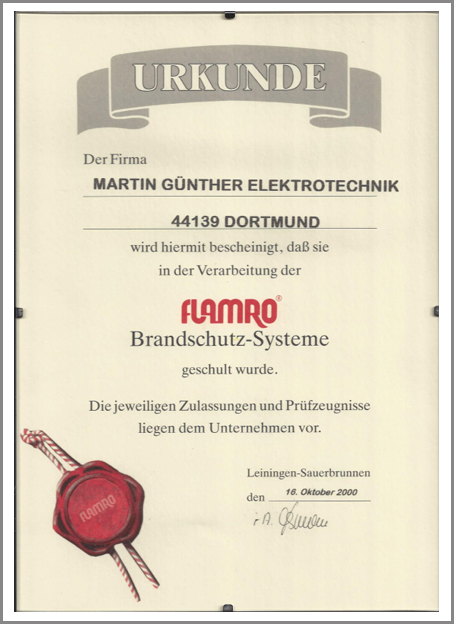 URKUNDE
Der Firma
MARTIN GÜNTHER ELEKTROTECHNIK
44139 DORTMUND
wird hiermit bescheinigt, daß sie
in der Verarbeitung der
FLAMRO®
Brandschutz-Systeme
geschult wurde.
Die jeweiligen Zulassungen und Prüfzeugnisse
liegen dem Unternehmen vor.
Leiningen-Sauerbrunnen
den 16. Oktober 2000
i.A.
FLAMRO